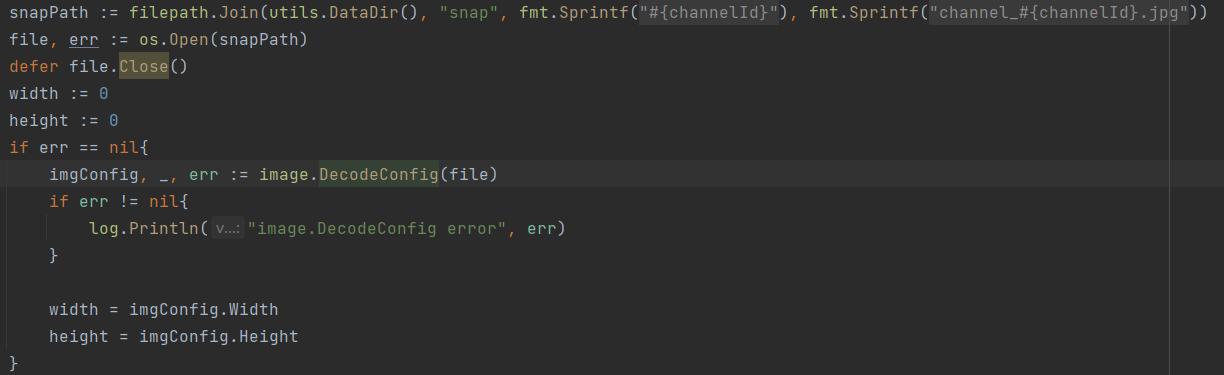 snapPath := filepath.Join(utils.DataDir(), "snap", fmt.Sprintf("#{channelId}"), fmt.Sprintf("channel_#{channelId}.jpg"))
file, err := os.Open(snapPath)
defer file.Close()
width := 0
height := 0
if err == nil{
    imgConfig, _, err := image.DecodeConfig(file)
    if err != nil{
        log.Println( v...: "image.DecodeConfig error", err)
    }

    width = imgConfig.Width
    height = imgConfig.Height
}